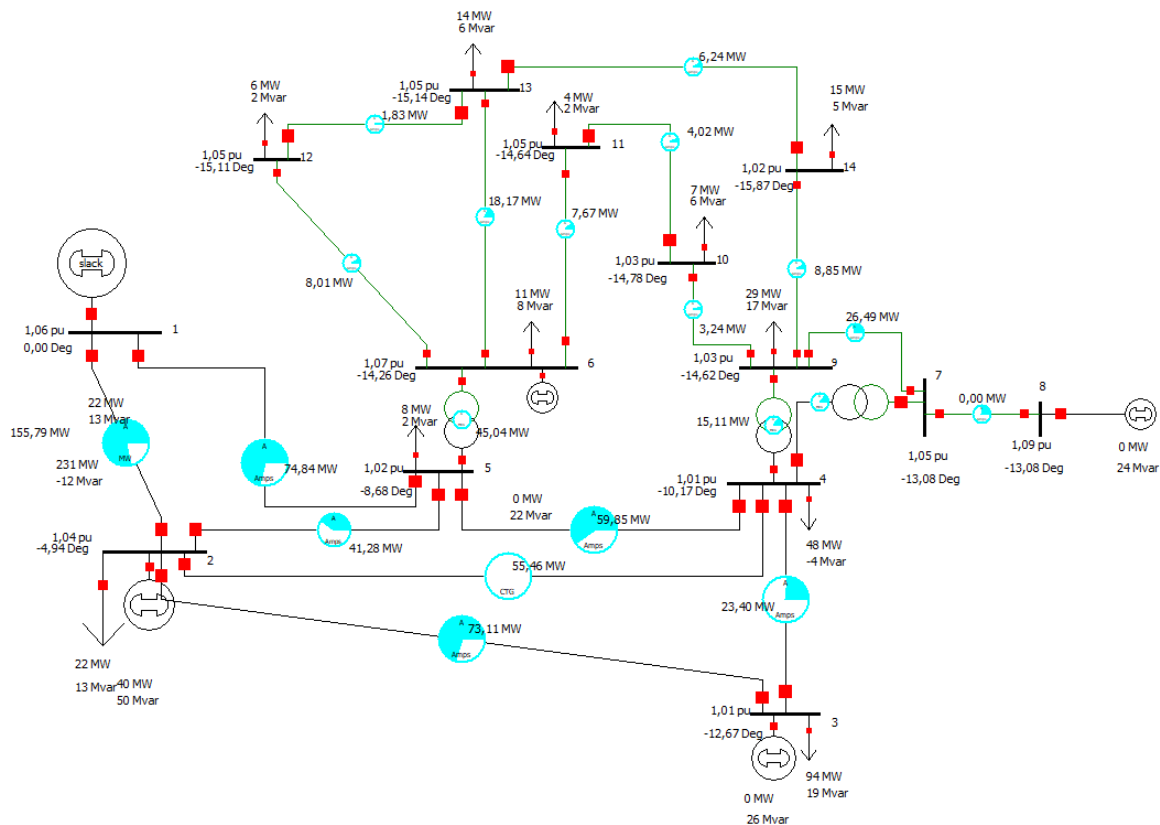 14 MW
6 Mvar
6,24 MW
1,05 pu
-15,14 Deg
13
6 MW
2 Mvar
1,83 MW
4 MW
2 Mvar
15 MW
5 Mvar
4,02 MW
1,05 pu
-14,64 Deg
11
1,05 pu
-15,11 Deg
12
1,02 pu
-15,87 Deg
14
18,17 MW
7,67 MW
7 MW
6 Mvar
slack
1,03 pu
-14,78 Deg
10
8,01 MW
8,85 MW
11 MW
8 Mvar
29 MW
17 Mvar
26,49 MW
3,24 MW
1,06 pu
0,00 Deg
1
1,07 pu
-14,26 Deg
6
1,03 pu
-14,62 Deg
9
7
8
0,00 MW
22 MW
13 Mvar
155,79 MW
A
MW
231 MW
-12 Mvar
A
74,84 MW
Amps
8 MW
2 Mvar
45,04 MW
15,11 MW
0 MW
24 Mvar
1,05 pu
-13,08 Deg
1,09 pu
-13,08 Deg
1,02 pu
-8,68 Deg
5
1,01 pu
-10,17 Deg
4
0 MW
22 Mvar
A
59,85 MW
Amps
A
Amps
41,28 MW
1,04 pu
-4,94 Deg
2
48 MW
-4 Mvar
55,46 MW
CTG
A
23,40 MW
Amps
A
73,11 MW
Amps
22 MW
13 Mvar
40 MW
50 Mvar
1,01 pu
-12,67 Deg
3
94 MW
19 Mvar
0 MW
26 Mvar